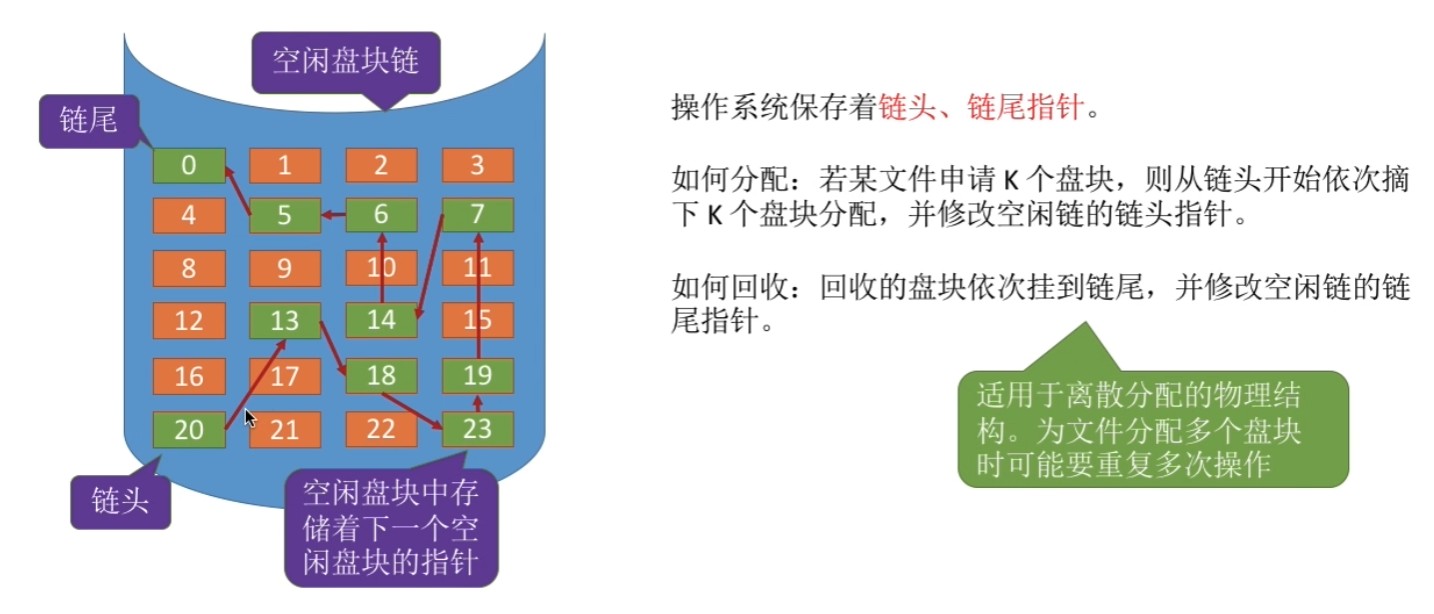 空闲盘块链
链尾
0 1 2 3
4 5 6 7
8 9 10 11
12 13 14 15
16 17 18 19
20 21 22 23
链头
空闲盘块中存
储着下一个空
闲盘块的指针
操作系统保存着链头、链尾指针。
如何分配：若某文件申请 K 个盘块，则从链头开始依次摘
下 K 个盘块分配，并修改空闲链的链头指针。
如何回收：回收的盘块依次挂到链尾，并修改空闲链的链
尾指针。
适用于离散分配的物理结
构。为文件分配多个盘块
时可能要重复多次操作